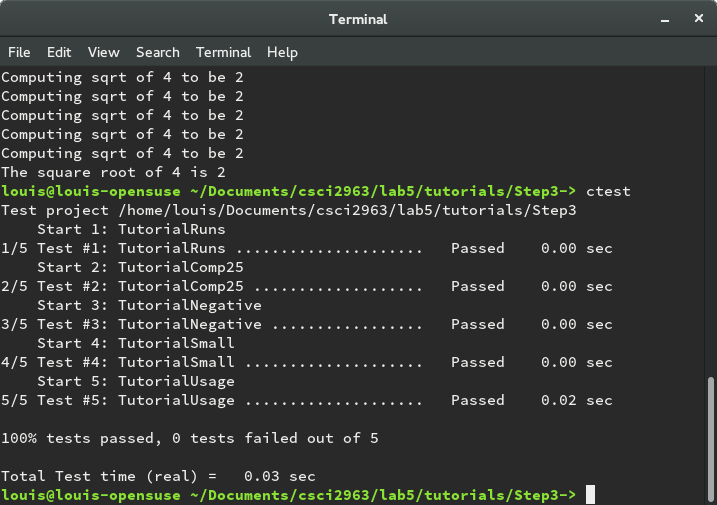 Terminal
File Edit View Search Terminal Help
Computing sqrt of 4 to be 2
Computing sqrt of 4 to be 2
Computing sqrt of 4 to be 2
Computing sqrt of 4 to be 2
Computing sqrt of 4 to be 2
The square root of 4 is 2
louis@louis-opensuse ~/Documents/csci2963/lab5/tutorials/Step3-> ctest
Test project /home/louis/Documents/csci2963/lab5/tutorials/Step3
    Start 1: TutorialRuns
1/5 Test #1: TutorialRuns .....................   Passed    0.00 sec
    Start 2: TutorialComp25
2/5 Test #2: TutorialComp25 ...................   Passed    0.00 sec
    Start 3: TutorialNegative
3/5 Test #3: TutorialNegative .................   Passed    0.00 sec
    Start 4: TutorialSmall
4/5 Test #4: TutorialSmall ....................   Passed    0.00 sec
    Start 5: TutorialUsage
5/5 Test #5: TutorialUsage ....................   Passed    0.02 sec

100% tests passed, 0 tests failed out of 5

Total Test time (real) =   0.03 sec
louis@louis-opensuse ~/Documents/csci2963/lab5/tutorials/Step3->